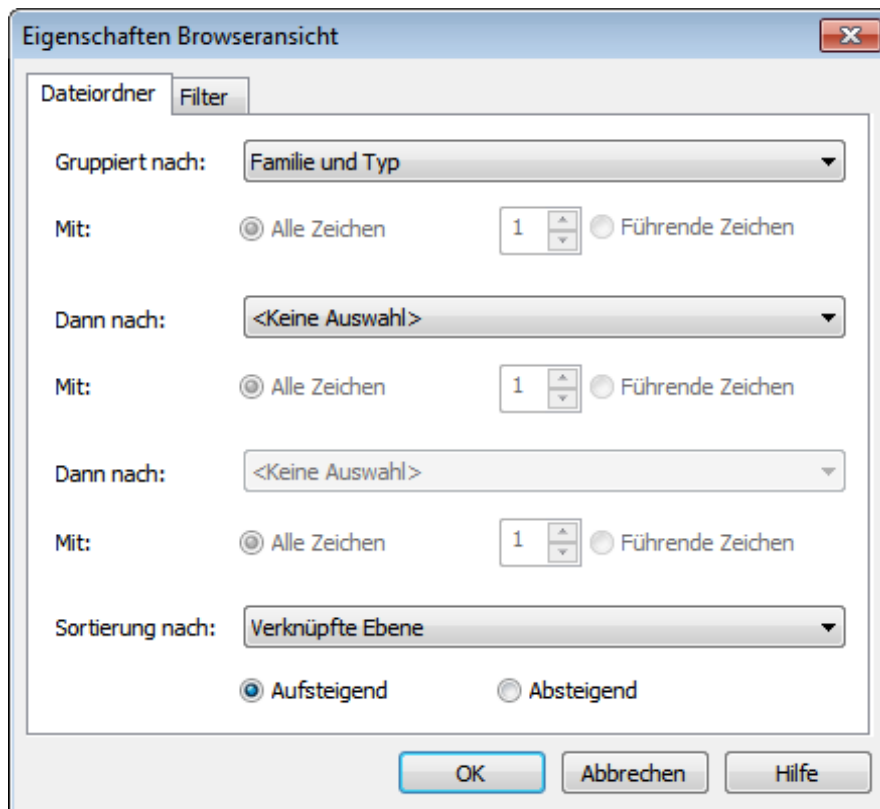 Eigenschaften Browseransicht
Dateiordner Filter
Gruppiert nach: Familie und Typ
Mit: Alle Zeichen 1 Führende Zeichen
Dann nach: <Keine Auswahl>
Mit: Alle Zeichen 1 Führende Zeichen
Dann nach: <Keine Auswahl>
Mit: Alle Zeichen 1 Führende Zeichen
Sortierung nach: Verknüpfte Ebene
Aufsteigend Absteigend
OK Abbrechen Hilfe